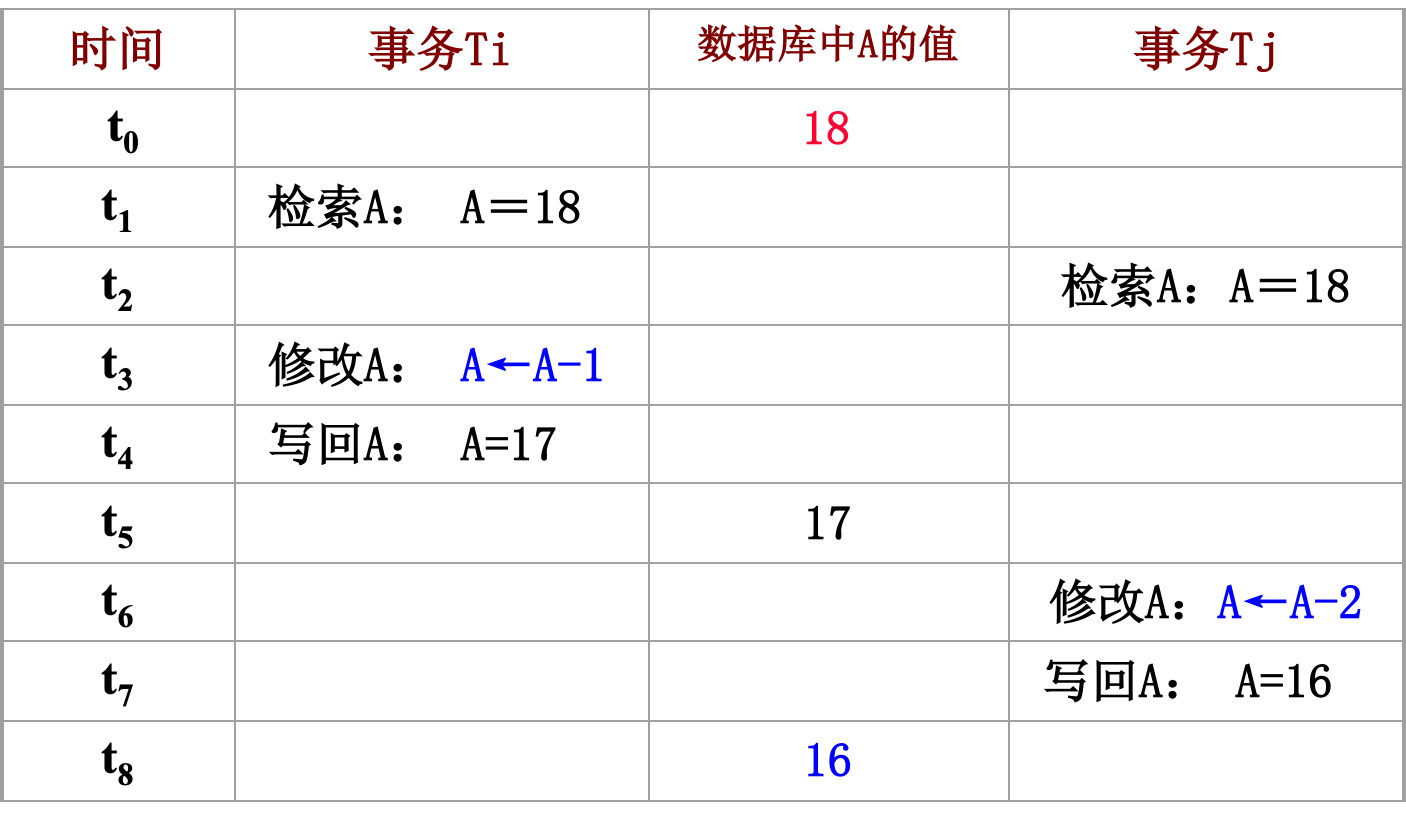 时间 事务Ti 数据库中A的值 事务Tj
t0 18
t1 检索A: A＝18
t2 检索A: A＝18
t3 修改A: A←A-1
t4 写回A: A=17
t5 17
t6 修改A: A←A-2
t7 写回A: A=16
t8 16